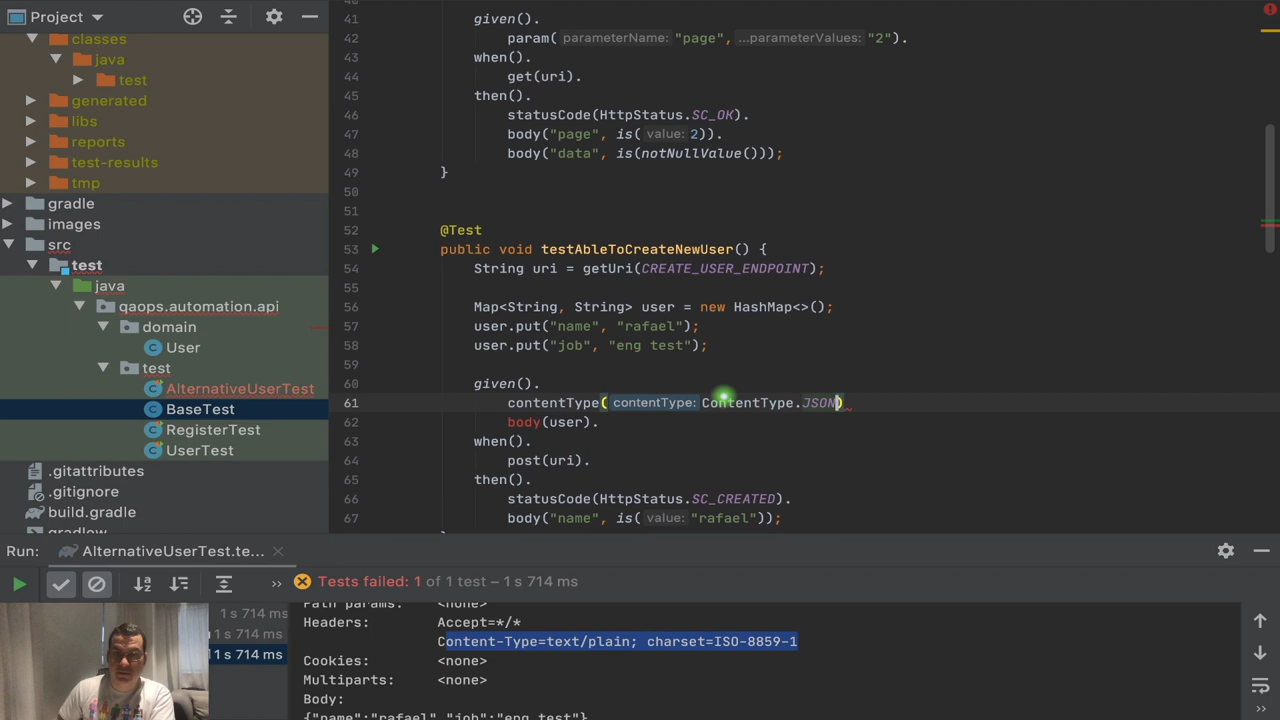 Project
classes
java
test
generated
libs
reports
test-results
tmp
gradle
images
src
test
java
qaops.automation.api
domain
User
test
AlternativeUserTest
BaseTest
RegisterTest
UserTest
.gitattributes
.gitignore
build.gradle
41 given().
42 param( parameterName: "page", ...parameterValues: "2").
43 when().
44 get(uri).
45 then().
46 statusCode(HttpStatus.SC_OK).
47 body("page", is( value: 2)).
48 body("data", is(notNullValue()));
49 }
50
51
52 @Test
53 public void testAbleToCreateNewUser() {
54 String uri = getUri(CREATE_USER_ENDPOINT);
55
56 Map<String, String> user = new HashMap<>();
57 user.put("name", "rafael");
58 user.put("job", "eng test");
59
60 given().
61 contentType( contentType: ContentType.JSON)
62 body(user).
63 when().
64 post(uri).
65 then().
66 statusCode(HttpStatus.SC_CREATED).
67 body("name", is( value: "rafael"));
Run: AlternativeUserTest.te...
Tests failed: 1 of 1 test – 1 s 714 ms
1 s 714 ms
1 s 714 ms
1 s 714 ms
Path params: <none>
Headers: Accept=*/*
Content-Type=text/plain; charset=ISO-8859-1
Cookies: <none>
Multiparts: <none>
Body:
{"name":"rafael","job":"eng test"}